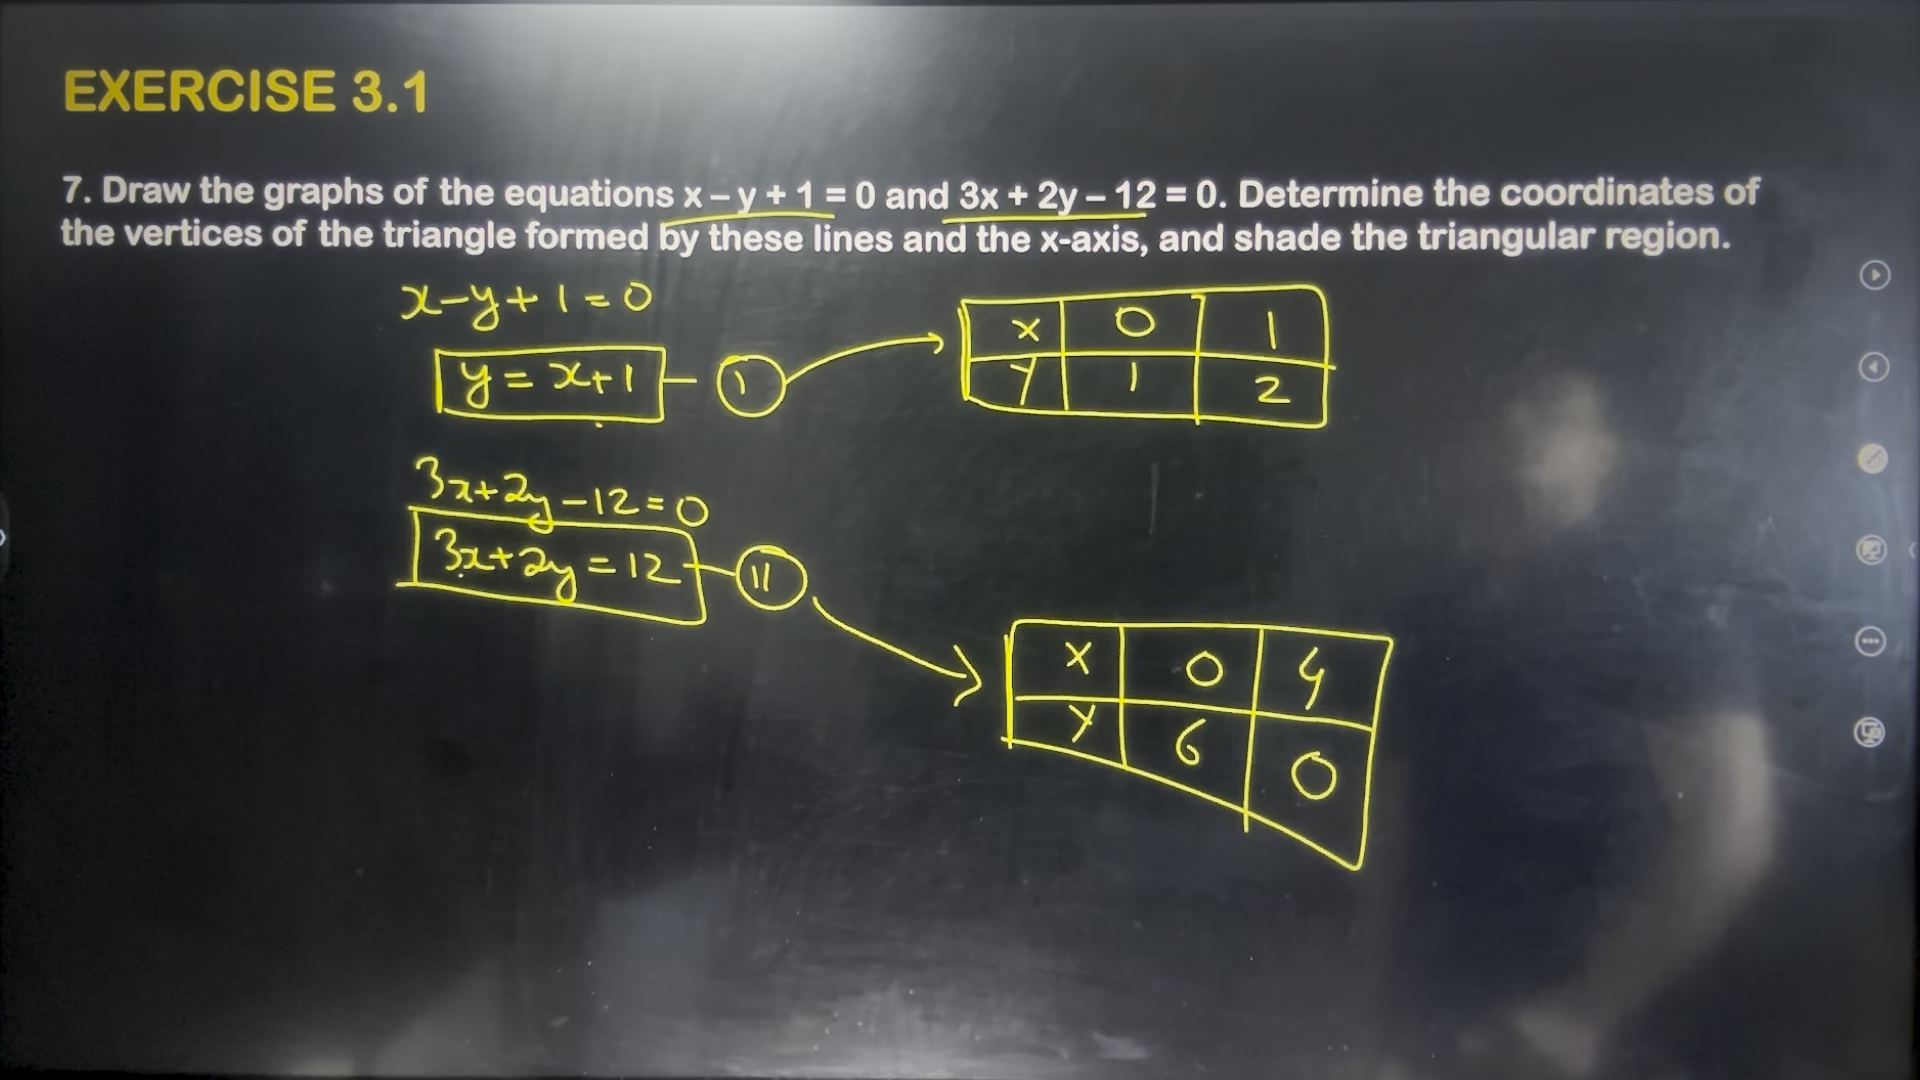 EXERCISE 3.1
7. Draw the graphs of the equations x – y + 1 = 0 and 3x + 2y – 12 = 0. Determine the coordinates of
the vertices of the triangle formed by these lines and the x-axis, and shade the triangular region.
x-y+1=0
y=x+1 — 1
x 0 1
y 1 2
3x+2y-12=0
3x+2y=12 — 11
x 0 4
y 6 0